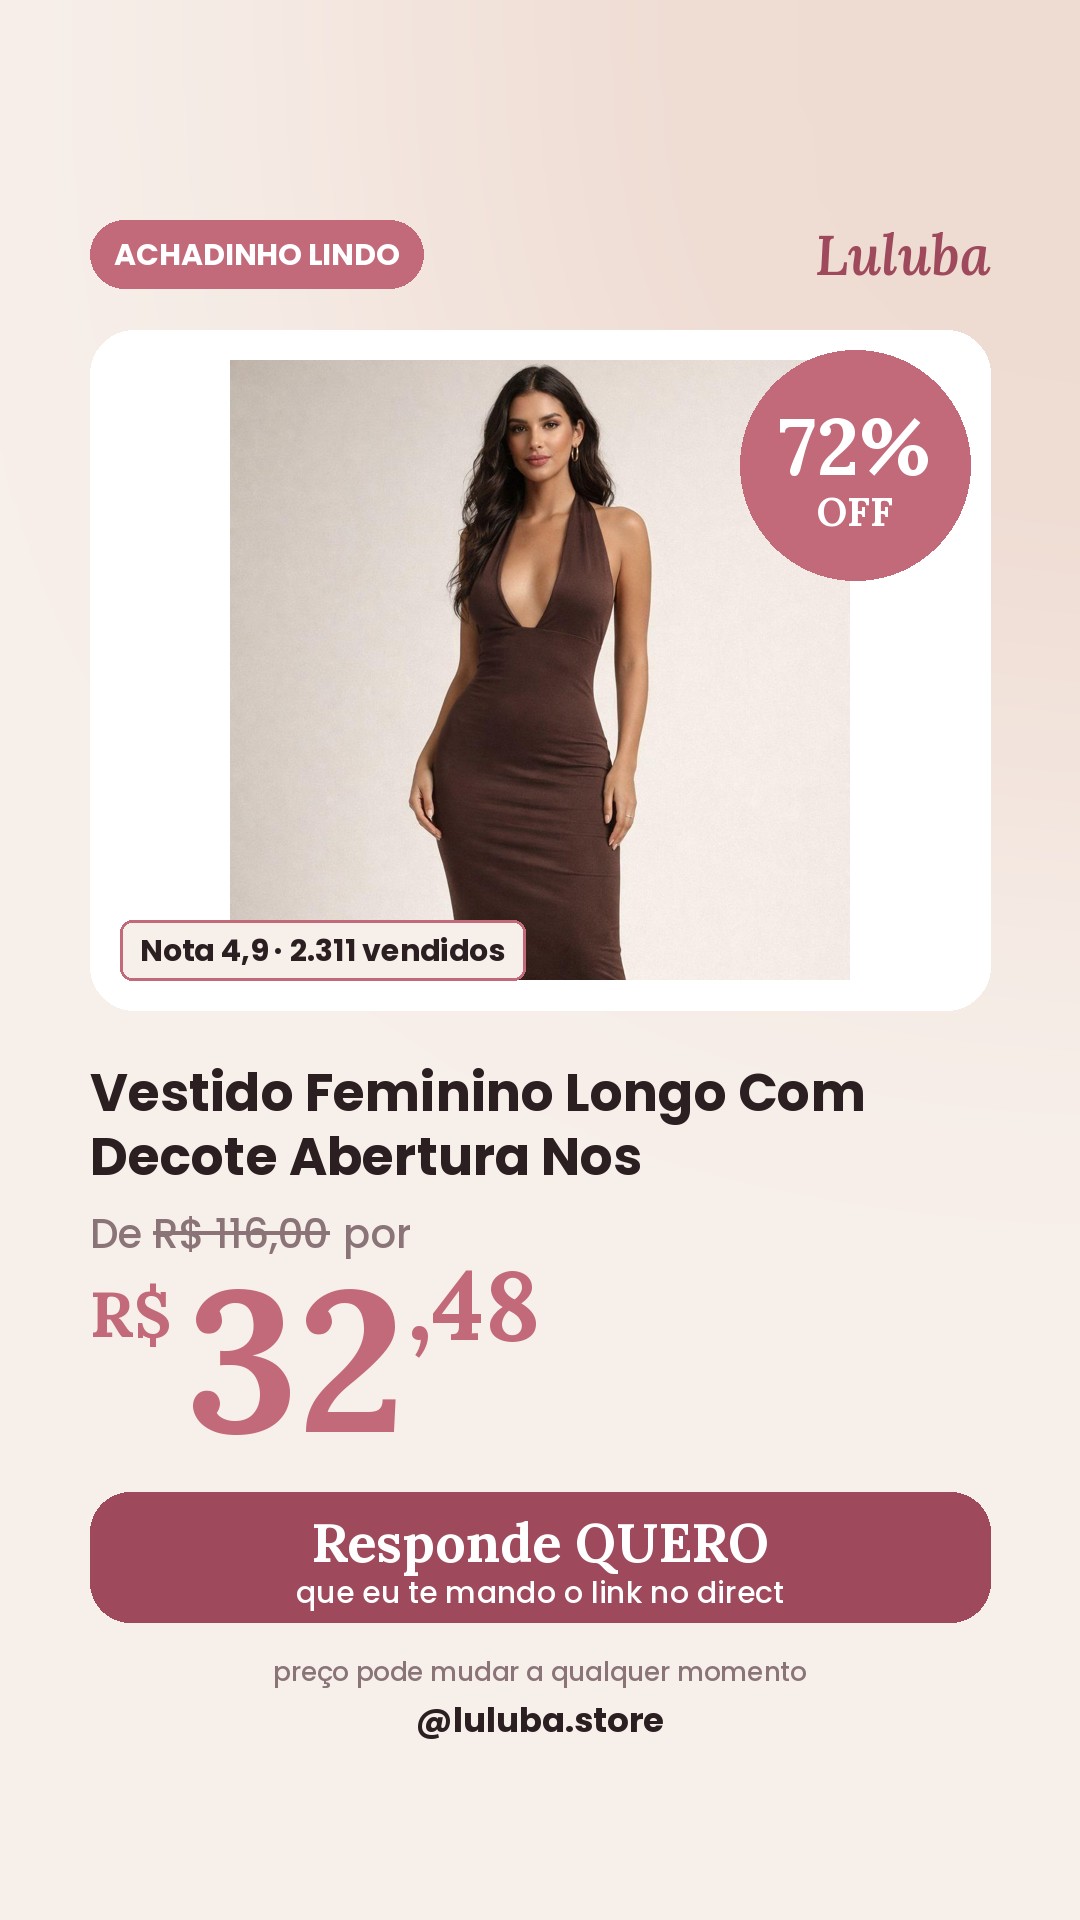 ACHADINHO LINDO
Luluba
72%
OFF
Nota 4,9 · 2.311 vendidos
Vestido Feminino Longo Com
Decote Abertura Nos
De R$ 116,00 por
R$ 32,48
Responde QUERO
que eu te mando o link no direct
preço pode mudar a qualquer momento
@luluba.store